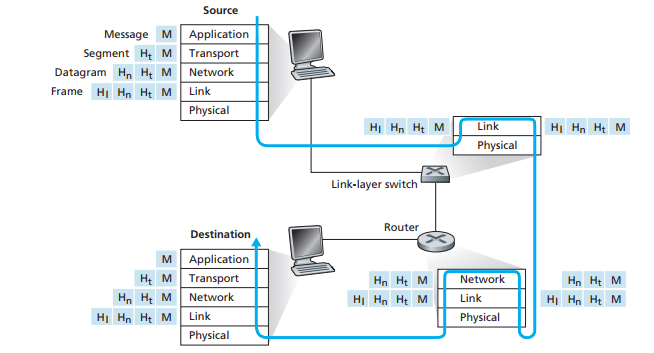 Source
Message M Application
Segment Ht M Transport
Datagram Hn Ht M Network
Frame Hl Hn Ht M Link
Physical
Hl Hn Ht M Link Hl Hn Ht M
Physical
Link-layer switch
Router
Destination
M Application
Ht M Transport
Hn Ht M Network
Hl Hn Ht M Link
Physical
Hn Ht M Network Hn Ht M
Hl Hn Ht M Link Hl Hn Ht M
Physical